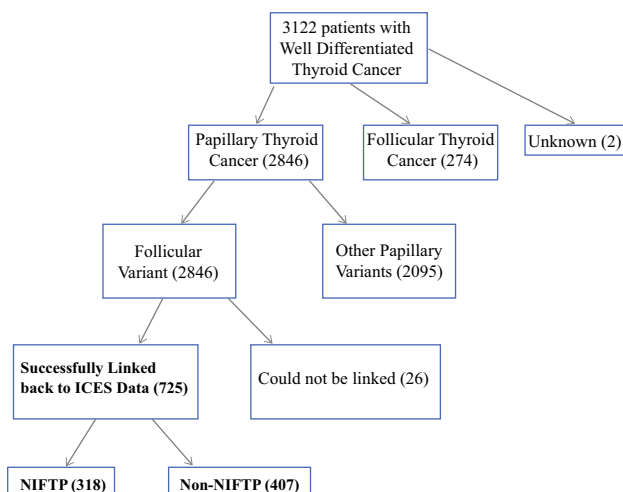 3122 patients with
Well Differentiated
Thyroid Cancer
Papillary Thyroid
Cancer (2846)
Follicular Thyroid
Cancer (274)
Unknown (2)
Follicular
Variant (2846)
Other Papillary
Variants (2095)
Successfully Linked
back to ICES Data (725)
Could not be linked (26)
NIFTP (318)
Non-NIFTP (407)